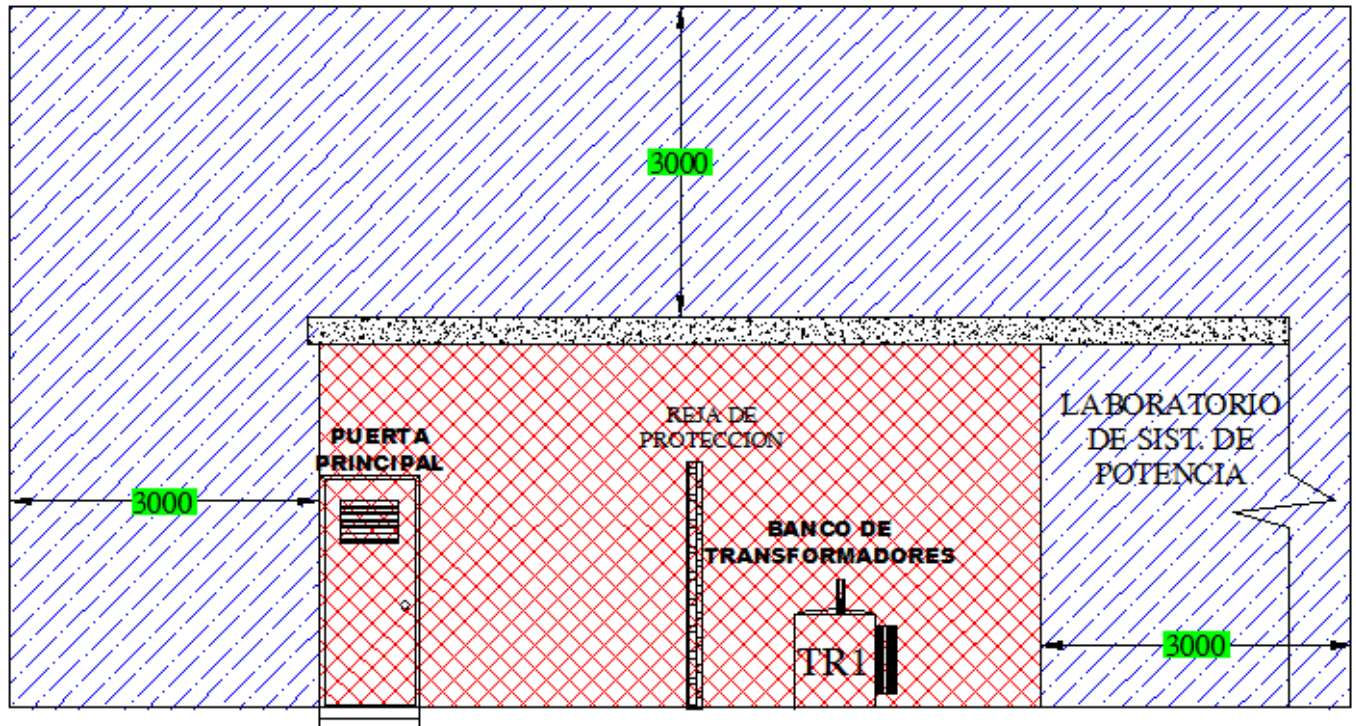 3000
REJA DE
PROTECCION
PUERTA
PRINCIPAL
LABORATORIO
DE SIST. DE
POTENCIA
3000
BANCO DE
TRANSFORMADORES
TR1
3000